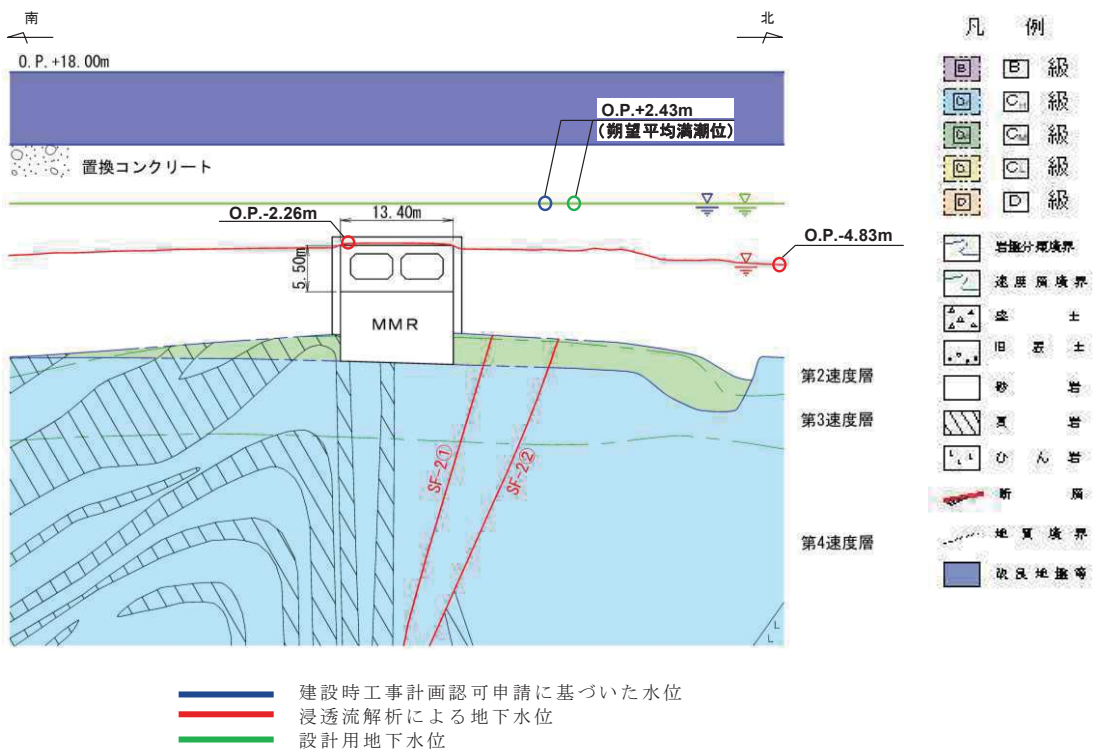 南
北
O.P.+18.00m
O.P.+2.43m
(朔望平均満潮位)
置換コンクリート
O.P.-2.26m
13.40m
O.P.-4.83m
5.50m
MMR
第2速度層
第3速度層
第4速度層
SF-2①
SF-2②
L
L
凡 例
B B 級
CH 級
CM 級
CL 級
D D 級
岩盤分類境界
速度層境界
盛土
旧表土
砂岩
頁岩
ひん岩
断層
地質境界
改良地盤等
建設時工事計画認可申請に基づいた水位
浸透流解析による地下水位
設計用地下水位